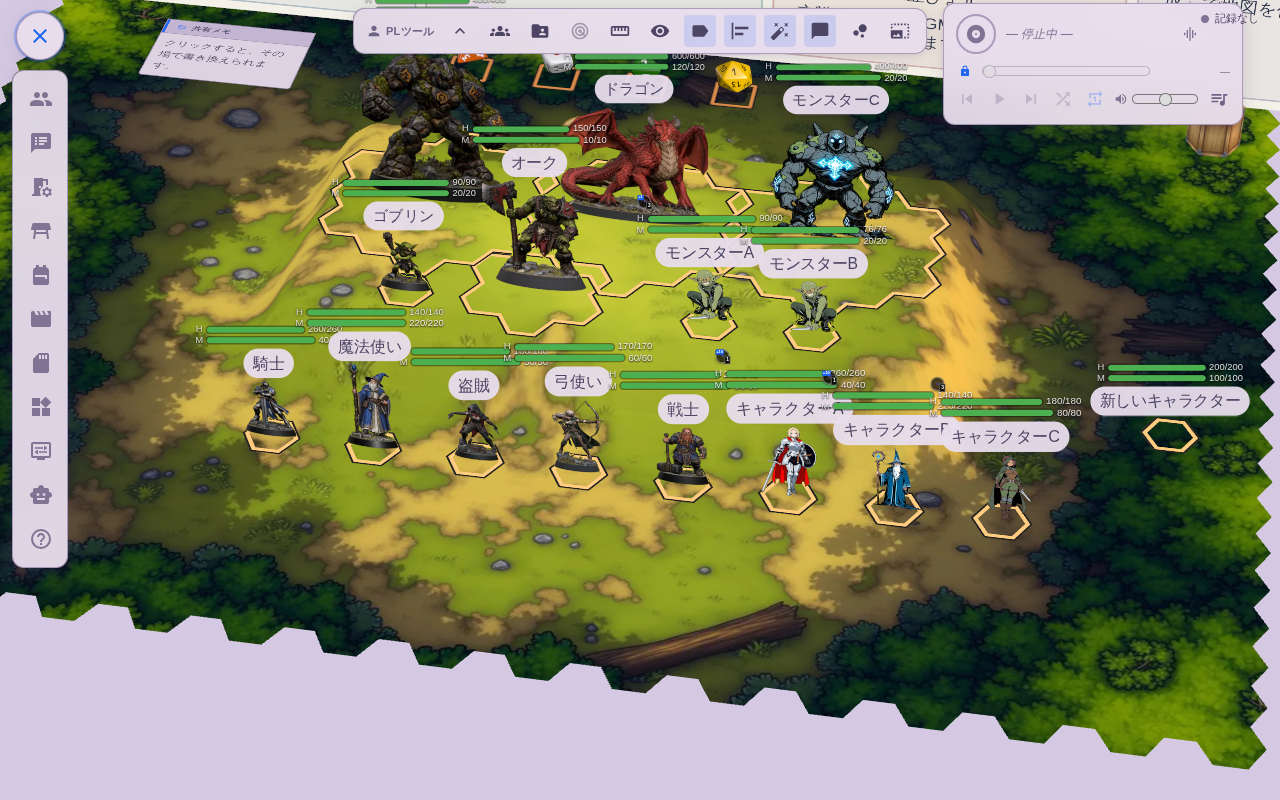 共有メモ
クリックすると、その
場で書き換えられま
す。
PLツール
記録なし
— 停止中 —
600/600
M 120/120
ドラゴン
H 400/400
M 20/20
モンスターC
H 150/150
M 10/10
オーク
H 90/90
M 20/20
ゴブリン
H 90/90
M
モンスターA
76/76
M 20/20
モンスターB
H 260/260
M 40
騎士
H 140/140
M 220/220
魔法使い
M
盗賊
H 170/170
60/60
弓使い
H
M
戦士
H 260/260
M 40/40
キャラクターA
H 140/140
M
キャラクターB
H 180/180
M 80/80
キャラクターC
H 200/200
M 100/100
新しいキャラクター